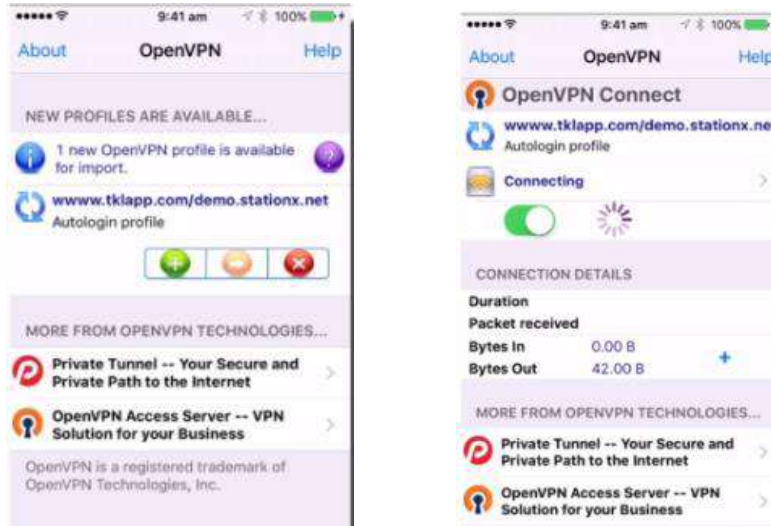 9:41 am 100%
About OpenVPN Help
NEW PROFILES ARE AVAILABLE...
1 new OpenVPN profile is available
for import.
wwww.tklapp.com/demo.stationx.net
Autologin profile
MORE FROM OPENVPN TECHNOLOGIES...
Private Tunnel -- Your Secure and
Private Path to the Internet
OpenVPN Access Server -- VPN
Solution for your Business
OpenVPN is a registered trademark of
OpenVPN Technologies, Inc.
9:41 am 100%
About OpenVPN Help
OpenVPN Connect
wwww.tklapp.com/demo.stationx.ne
Autologin profile
Connecting
CONNECTION DETAILS
Duration
Packet received
Bytes In 0.00 B
Bytes Out 42.00 B
MORE FROM OPENVPN TECHNOLOGIES...
Private Tunnel -- Your Secure and
Private Path to the Internet
OpenVPN Access Server -- VPN
Solution for your Business